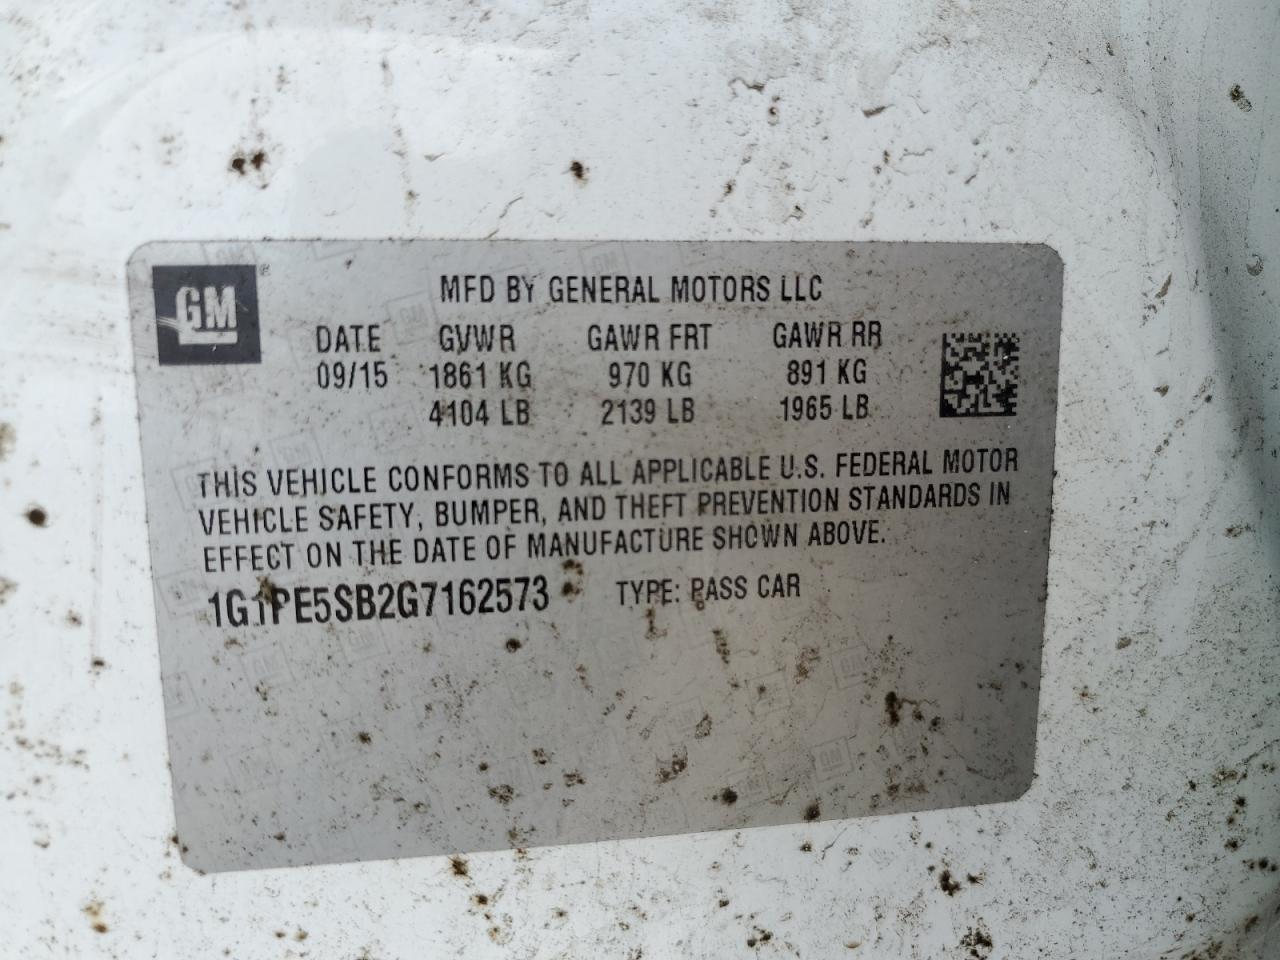 GM®
MFD BY GENERAL MOTORS LLC
DATE GVWR GAWR FRT GAWR RR
09/15 1861 KG 970 KG 891 KG
4104 LB 2139 LB 1965 LB
THIS VEHICLE CONFORMS TO ALL APPLICABLE U.S. FEDERAL MOTOR
VEHICLE SAFETY, BUMPER, AND THEFT PREVENTION STANDARDS IN
EFFECT ON THE DATE OF MANUFACTURE SHOWN ABOVE.
1G1PE5SB2G7162573 TYPE: PASS CAR